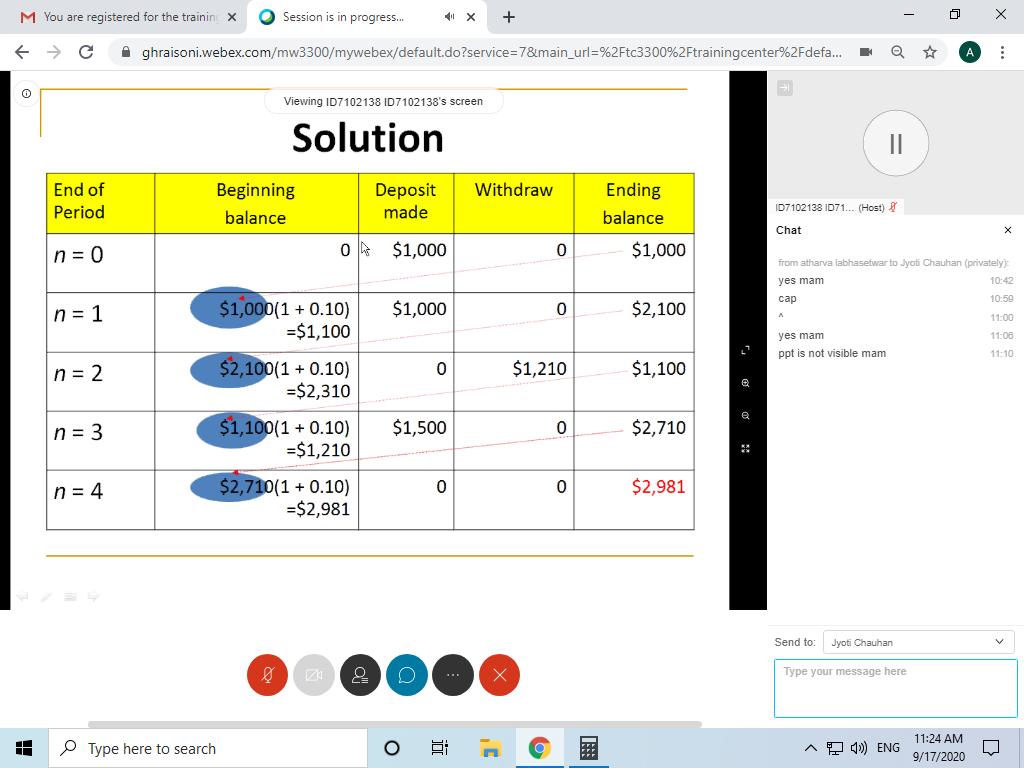 You are registered for the training
Session is in progress...
ghraisoni.webex.com/mw3300/mywebex/default.do?service=7&main_url=%2Ftc3300%2Ftrainingcenter%2Fdefa...
A
Viewing ID7102138 ID7102138's screen
Solution
End of Period
Beginning balance
Deposit made
Withdraw
Ending balance
n = 0
0
$1,000
0
$1,000
n = 1
$1,000(1 + 0.10)
=$1,100
$1,000
0
$2,100
n = 2
$2,100(1 + 0.10)
=$2,310
0
$1,210
$1,100
n = 3
$1,100(1 + 0.10)
=$1,210
$1,500
0
$2,710
n = 4
$2,710(1 + 0.10)
=$2,981
0
0
$2,981
ID7102138 ID71... (Host)
Chat
from atharva labhasetwar to Jyoti Chauhan (privately):
yes mam 10:42
cap 10:59
^ 11:00
yes mam 11:06
ppt is not visible mam 11:10
Send to: Jyoti Chauhan
Type your message here
Type here to search
ENG
11:24 AM
9/17/2020